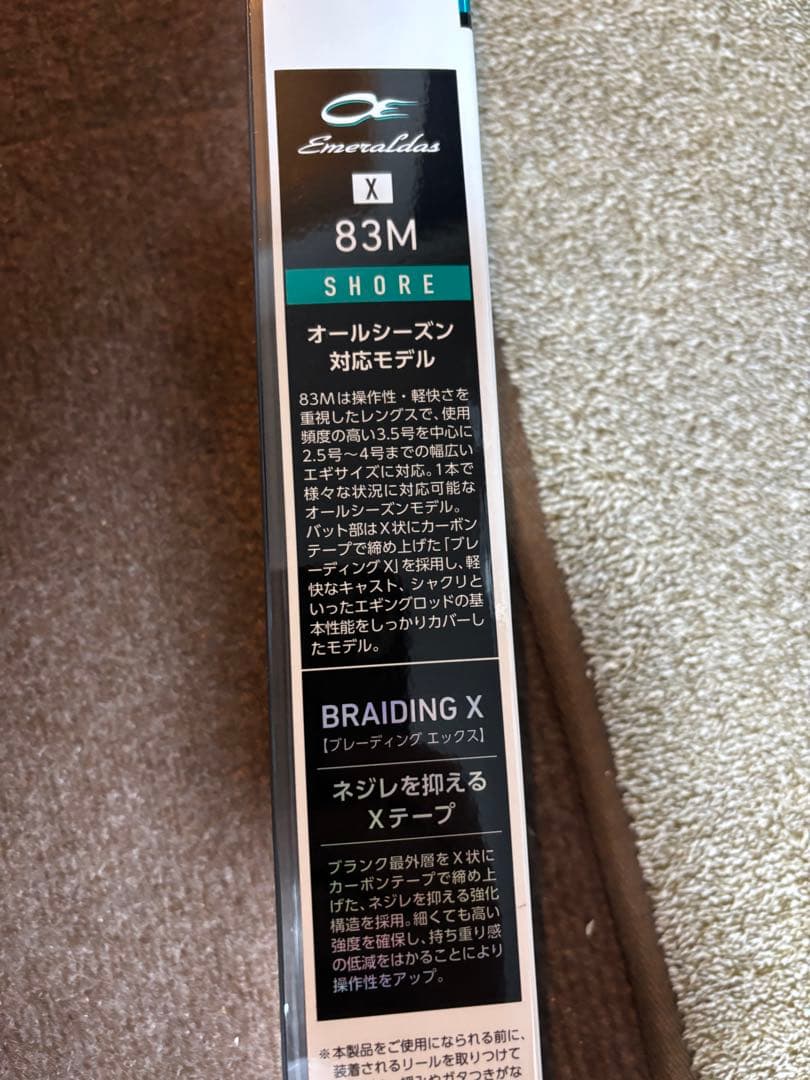 Emeraldas
X
83M
SHORE
オールシーズン
対応モデル
83Mは操作性・軽快さを
重視したレングスで、使用
頻度の高い3.5号を中心に
2.5号～4号までの幅広い
エギサイズに対応。1本で
様々な状況に対応可能な
オールシーズンモデル。
バット部はX状にカーボン
テープで締め上げた「ブレ
ーディングX」を採用し、軽
快なキャスト、シャクリと
いったエギングロッドの基
本性能をしっかりカバーし
たモデル。
BRAIDING X
【ブレーディング エックス】
ネジレを抑える
Xテープ
ブランク最外層をX状に
カーボンテープで締め上
げた、ネジレを抑える強化
構造を採用。細くても高い
強度を確保し、持ち重り感
の低減をはかることにより
操作性をアップ。
※本製品をご使用になられる前に、
装着されるリールを取りつけて